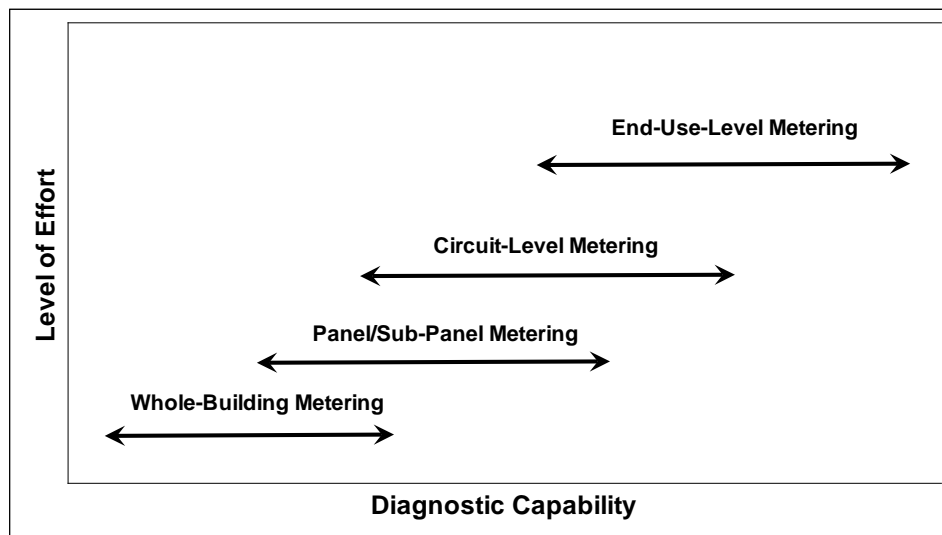 End-Use-Level Metering
Circuit-Level Metering
Panel/Sub-Panel Metering
Whole-Building Metering
Level of Effort
Diagnostic Capability